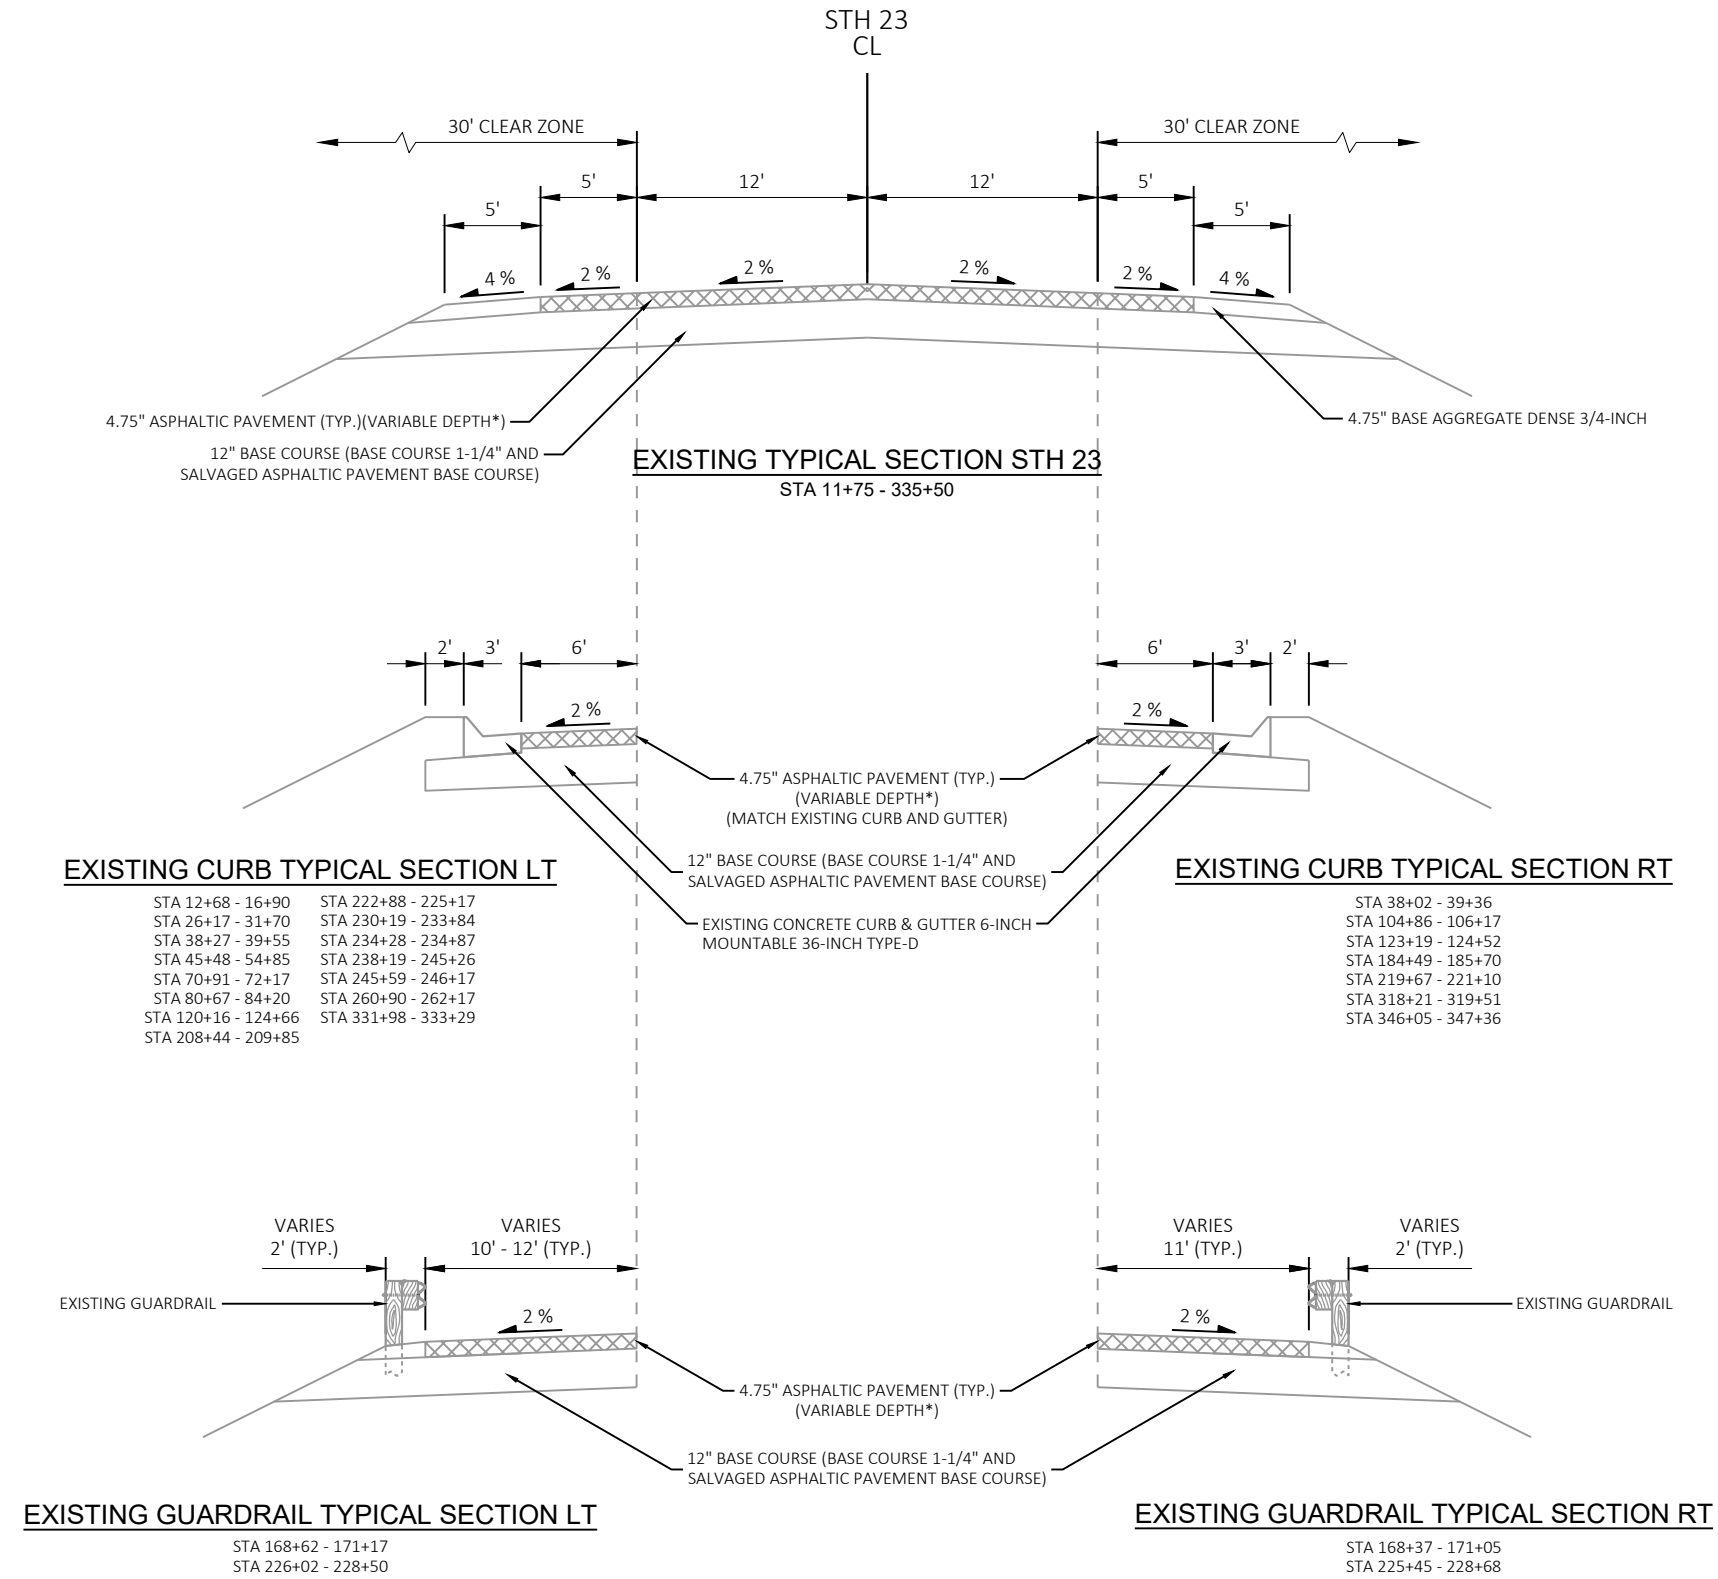 STH 23
CL
30' CLEAR ZONE
30' CLEAR ZONE
5'
12'
12'
5'
5'
5'
4 %
2 %
2 %
2 %
2 %
4 %
4.75" ASPHALTIC PAVEMENT (TYP.)(VARIABLE DEPTH*)
4.75" BASE AGGREGATE DENSE 3/4-INCH
12" BASE COURSE (BASE COURSE 1-1/4" AND
SALVAGED ASPHALTIC PAVEMENT BASE COURSE)
EXISTING TYPICAL SECTION STH 23
STA 11+75 - 335+50
2'
3'
6'
6'
3'
2'
2 %
2 %
4.75" ASPHALTIC PAVEMENT (TYP.)
(VARIABLE DEPTH*)
(MATCH EXISTING CURB AND GUTTER)
12" BASE COURSE (BASE COURSE 1-1/4" AND
SALVAGED ASPHALTIC PAVEMENT BASE COURSE)
EXISTING CONCRETE CURB & GUTTER 6-INCH
MOUNTABLE 36-INCH TYPE-D
EXISTING CURB TYPICAL SECTION LT
STA 12+68 - 16+90
STA 26+17 - 31+70
STA 38+27 - 39+55
STA 45+48 - 54+85
STA 70+91 - 72+17
STA 80+67 - 84+20
STA 120+16 - 124+66
STA 208+44 - 209+85
STA 222+88 - 225+17
STA 230+19 - 233+84
STA 234+28 - 234+87
STA 238+19 - 245+26
STA 245+59 - 246+17
STA 260+90 - 262+17
STA 331+98 - 333+29
EXISTING CURB TYPICAL SECTION RT
STA 38+02 - 39+36
STA 104+86 - 106+17
STA 123+19 - 124+52
STA 184+49 - 185+70
STA 219+67 - 221+10
STA 318+21 - 319+51
STA 346+05 - 347+36
VARIES
2' (TYP.)
VARIES
10' - 12' (TYP.)
VARIES
11' (TYP.)
VARIES
2' (TYP.)
EXISTING GUARDRAIL
EXISTING GUARDRAIL
2 %
2 %
4.75" ASPHALTIC PAVEMENT (TYP.)
(VARIABLE DEPTH*)
12" BASE COURSE (BASE COURSE 1-1/4" AND
SALVAGED ASPHALTIC PAVEMENT BASE COURSE)
EXISTING GUARDRAIL TYPICAL SECTION LT
STA 168+62 - 171+17
STA 226+02 - 228+50
EXISTING GUARDRAIL TYPICAL SECTION RT
STA 168+37 - 171+05
STA 225+45 - 228+68